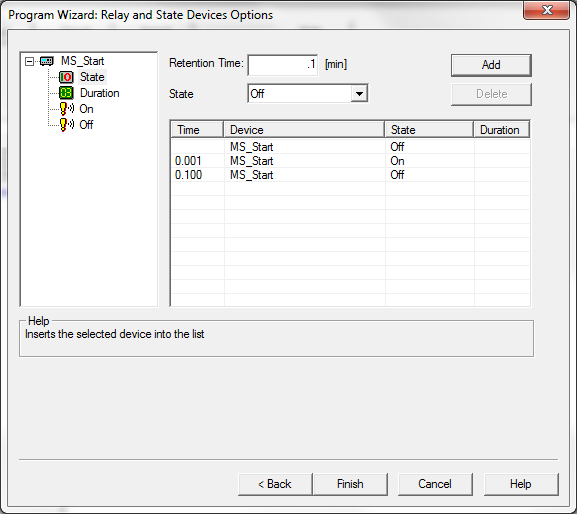 Program Wizard: Relay and State Devices Options
MS_Start
State
Duration
On
Off
Retention Time: .1 [min] Add
State Off Delete
Time Device State Duration
MS_Start Off
0.001 MS_Start On
0.100 MS_Start Off
Help
Inserts the selected device into the list
< Back Finish Cancel Help